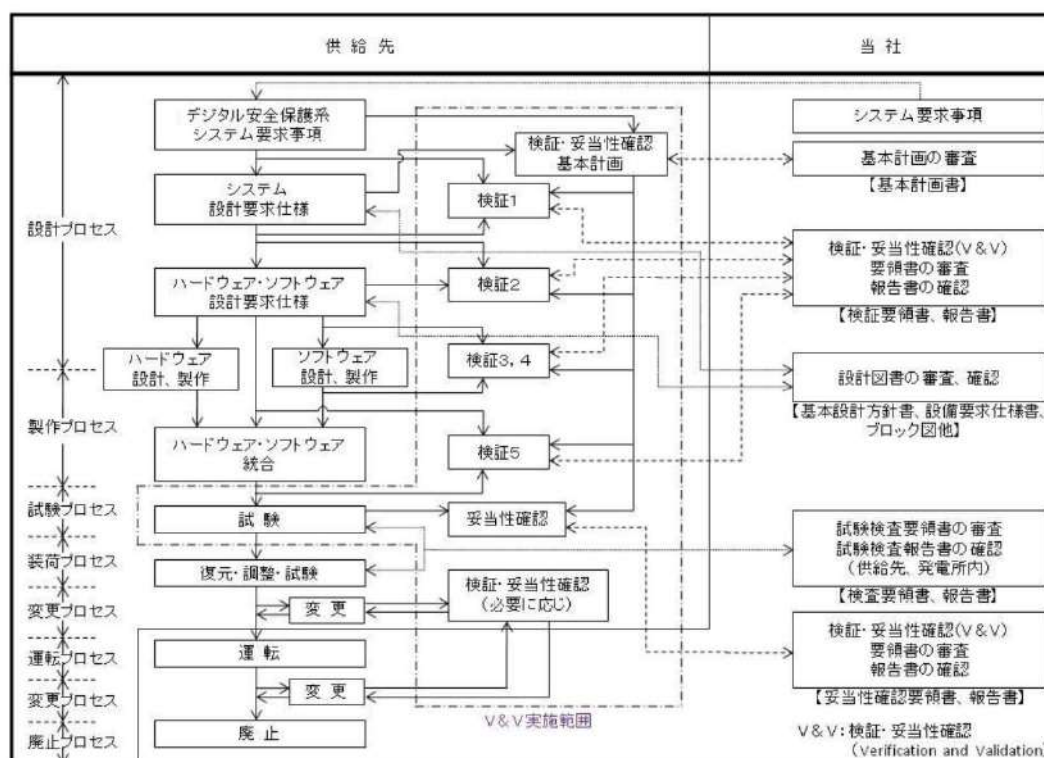 供給先
当社
デジタル安全保護系
システム要求事項
検証・妥当性確認
基本計画
システム要求事項
基本計画の審査
【基本計画書】
設計プロセス
システム
設計要求仕様
検証1
検証・妥当性確認(V&V)
要領書の審査
報告書の確認
【検証要領書、報告書】
ハードウェア・ソフトウェア
設計要求仕様
検証2
ハードウェア
設計、製作
ソフトウェア
設計、製作
検証3,4
設計図書の審査、確認
【基本設計方針書、設備要求仕様書、
ブロック図他】
製作プロセス
ハードウェア・ソフトウェア
統合
検証5
試験プロセス
試験
妥当性確認
試験検査要領書の審査
試験検査報告書の確認
(供給先、発電所内)
【検査要領書、報告書】
装荷プロセス
復元・調整・試験
変更プロセス
変更
検証・妥当性確認
(必要に応じ)
検証・妥当性確認(V&V)
要領書の審査
報告書の確認
【妥当性確認要領書、報告書】
運転プロセス
運転
変更プロセス
変更
V&V実施範囲
廃止プロセス
廃止
V&V:検証・妥当性確認
(Verification and Validation)